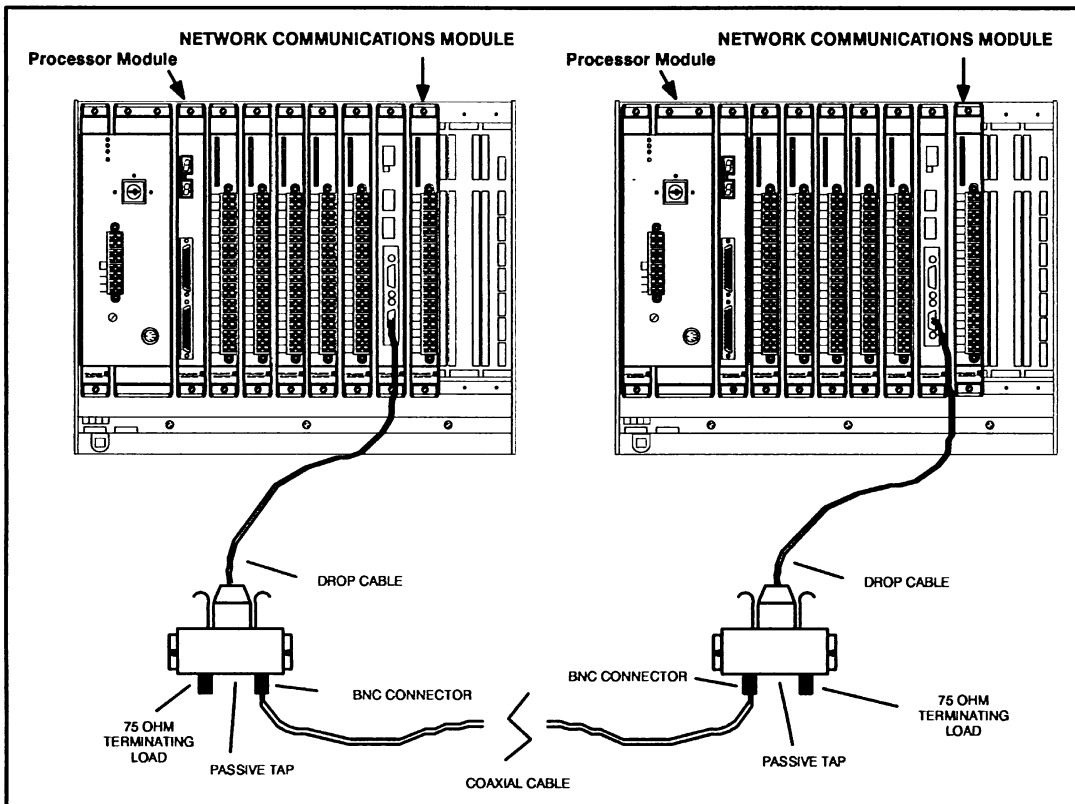 NETWORK COMMUNICATIONS MODULE
Processor Module
NETWORK COMMUNICATIONS MODULE
Processor Module
DROP CABLE
DROP CABLE
BNC CONNECTOR
BNC CONNECTOR
75 OHM
TERMINATING
LOAD
75 OHM
TERMINATING
LOAD
PASSIVE TAP
PASSIVE TAP
COAXIAL CABLE